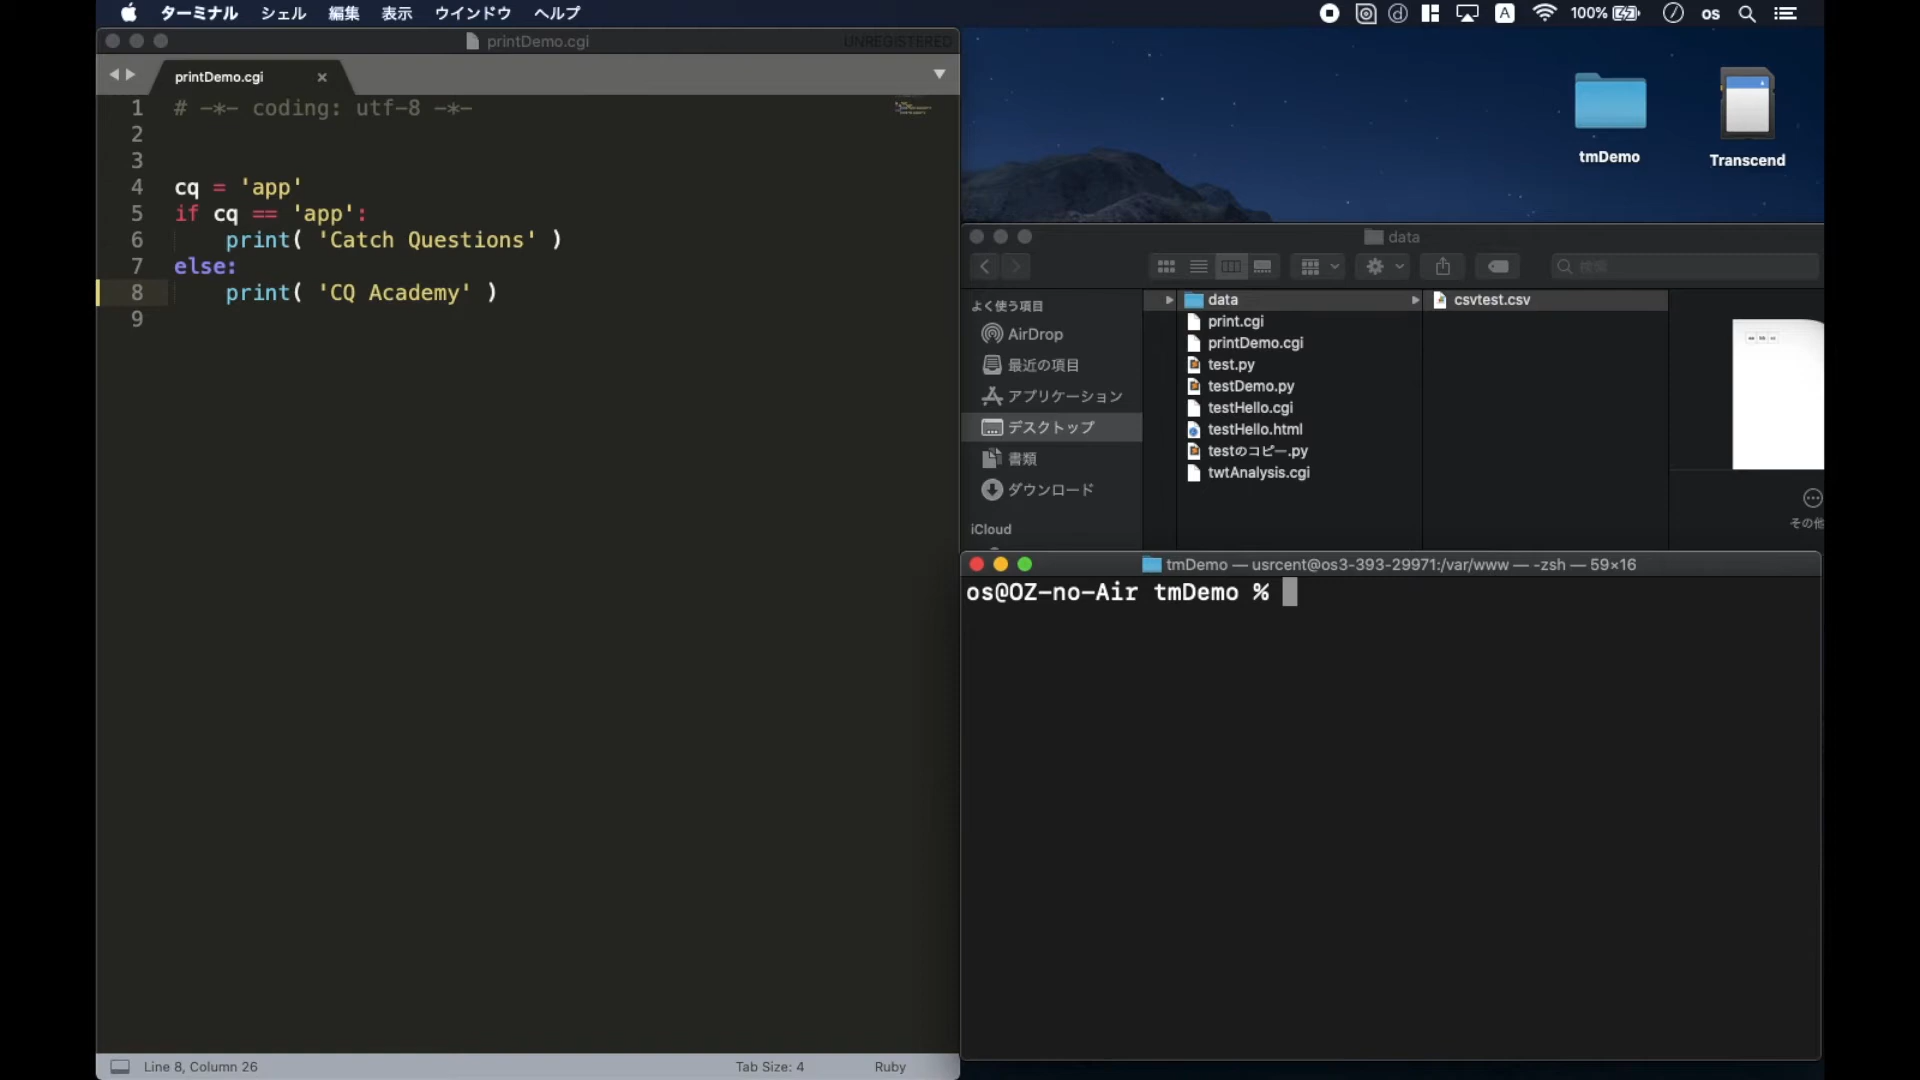 ターミナル シェル 編集 表示 ウインドウ ヘルプ
A 100% os
printDemo.cgi UNREGISTERED
printDemo.cgi ×
1 # -*- coding: utf-8 -*-
2
3
4 cq = 'app'
5 if cq == 'app':
6 print( 'Catch Questions' )
7 else:
8 print( 'CQ Academy' )
9
Line 8, Column 26 Tab Size: 4 Ruby
tmDemo
Transcend
data
検索
よく使う項目
AirDrop
最近の項目
アプリケーション
デスクトップ
書類
ダウンロード
iCloud
data
print.cgi
printDemo.cgi
test.py
testDemo.py
testHello.cgi
testHello.html
testのコピー.py
twtAnalysis.cgi
csvtest.csv
その他
tmDemo — usrcent@os3-393-29971:/var/www — -zsh — 59×16
os@OZ-no-Air tmDemo %